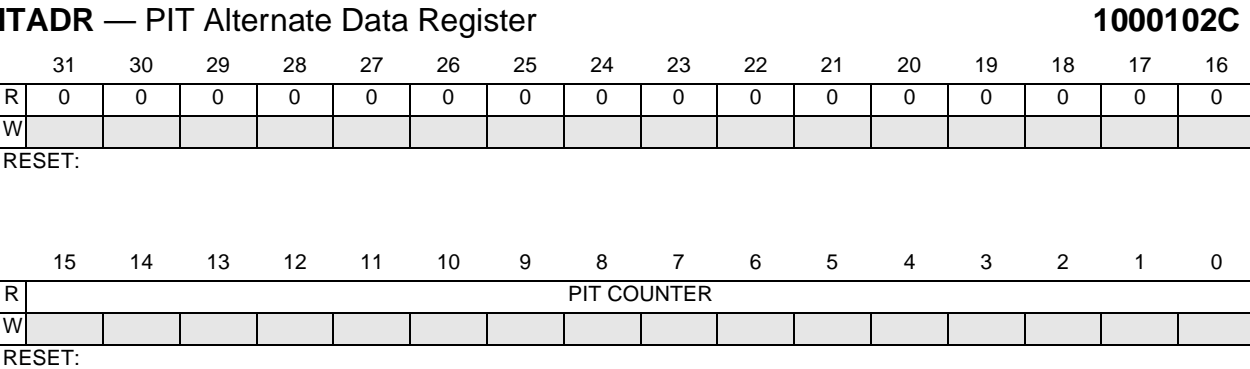 ITADR — PIT Alternate Data Register 1000102C
31 30 29 28 27 26 25 24 23 22 21 20 19 18 17 16
R 0 0 0 0 0 0 0 0 0 0 0 0 0 0 0 0
W
RESET:
15 14 13 12 11 10 9 8 7 6 5 4 3 2 1 0
R PIT COUNTER
W
RESET: